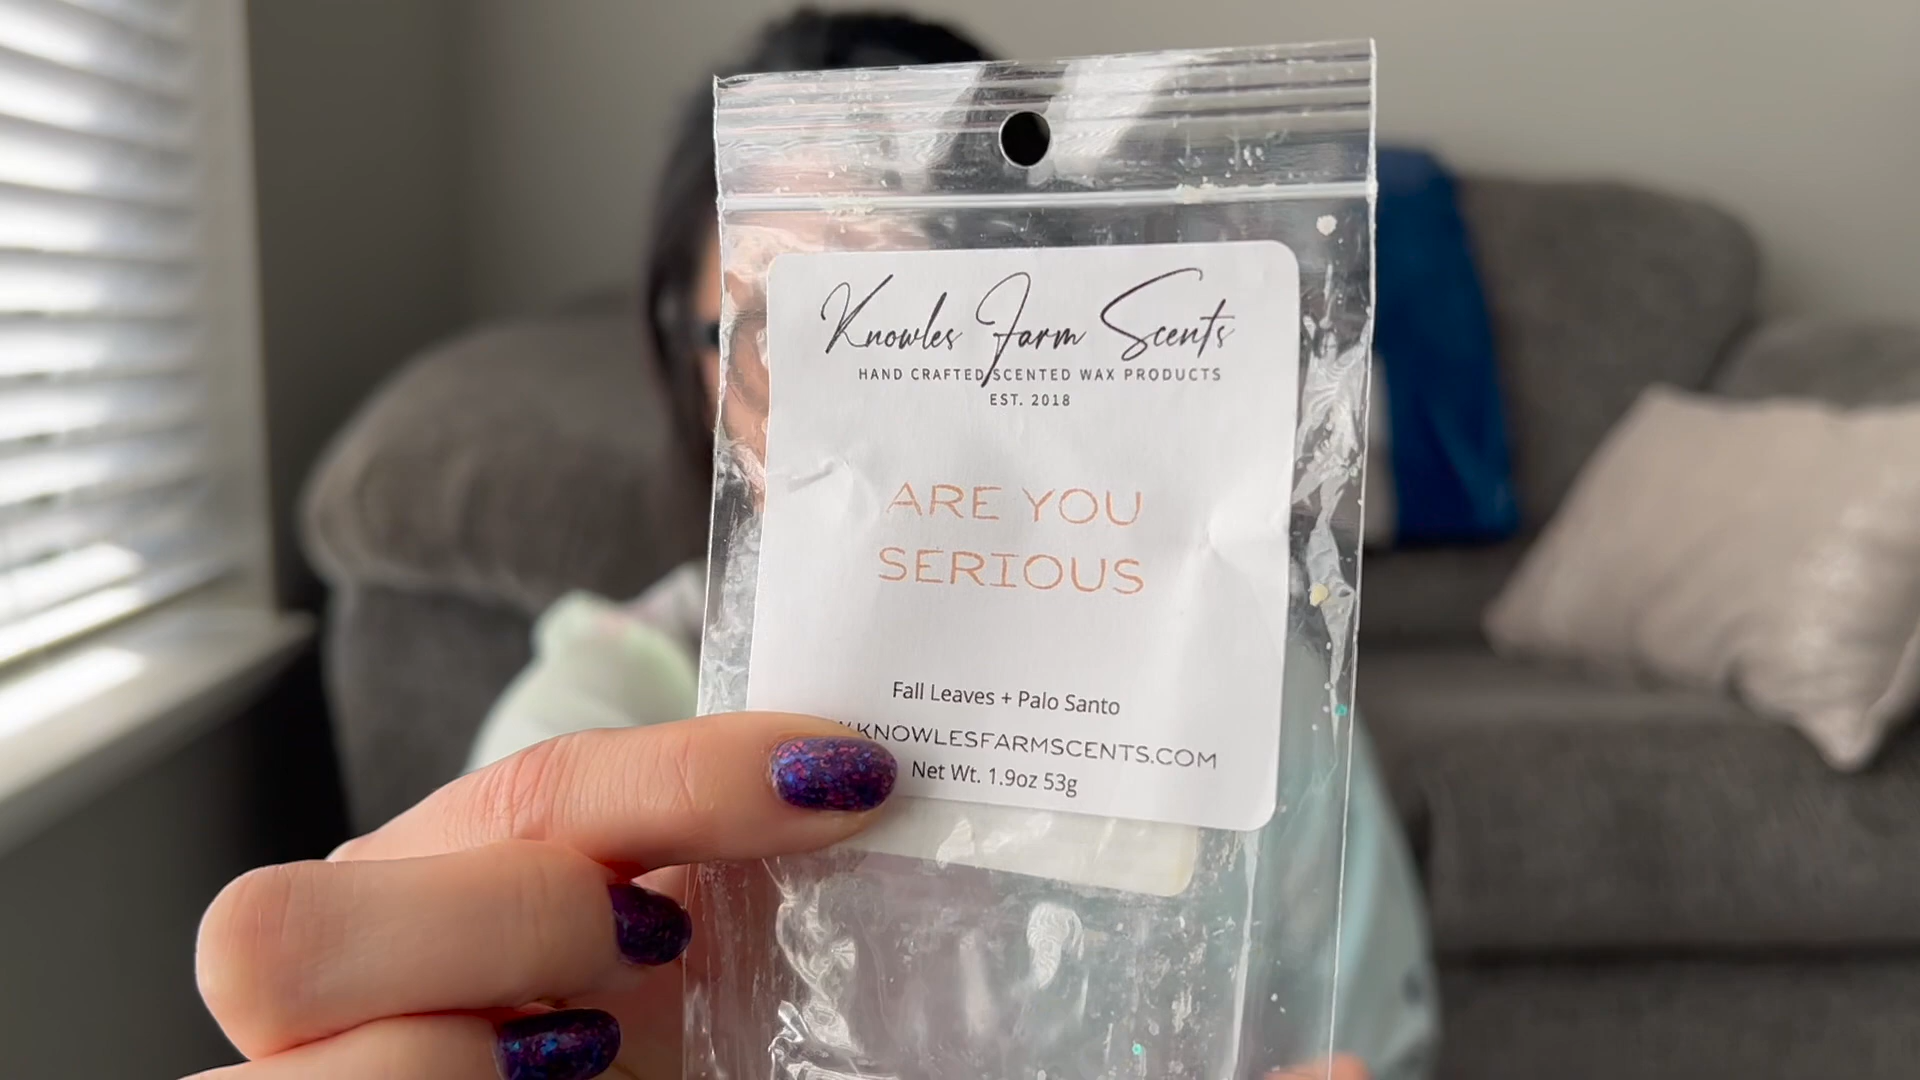 Knowles Farm Scents
HAND CRAFTED SCENTED WAX PRODUCTS
EST. 2018
ARE YOU
SERIOUS
Fall Leaves + Palo Santo
KNOWLESFARMSCENTS.COM
Net Wt. 1.9oz 53g